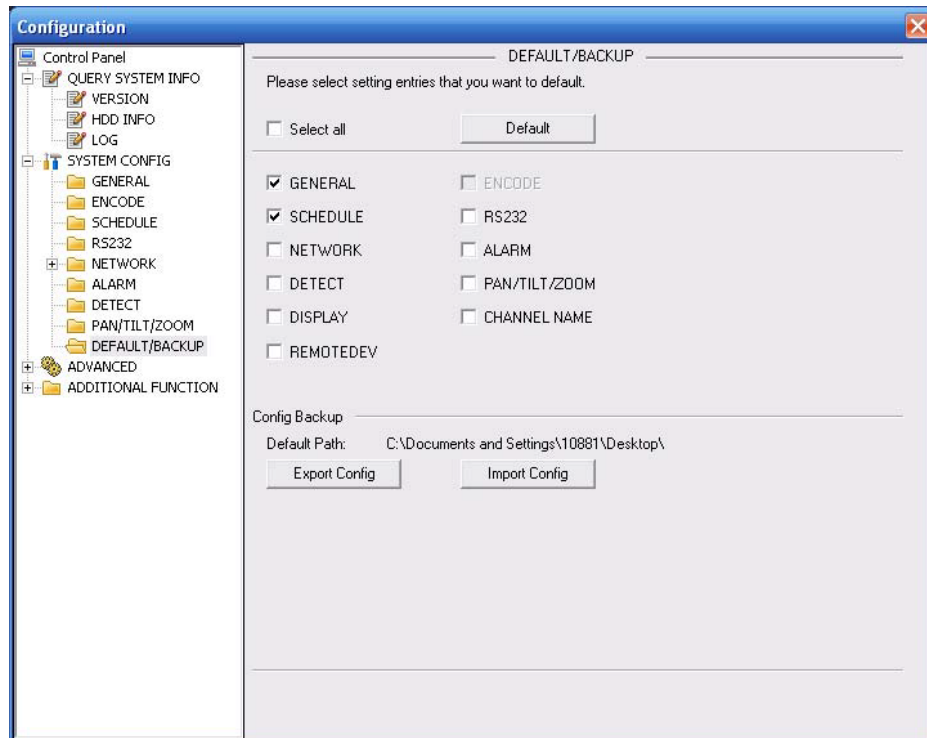 Configuration
Control Panel
QUERY SYSTEM INFO
VERSION
HDD INFO
LOG
SYSTEM CONFIG
GENERAL
ENCODE
SCHEDULE
RS232
NETWORK
ALARM
DETECT
PAN/TILT/ZOOM
DEFAULT/BACKUP
ADVANCED
ADDITIONAL FUNCTION
DEFAULT/BACKUP
Please select setting entries that you want to default.
Select all Default
GENERAL ENCODE
SCHEDULE RS232
NETWORK ALARM
DETECT PAN/TILT/ZOOM
DISPLAY CHANNEL NAME
REMOTEDEV
Config Backup
Default Path: C:\Documents and Settings\10881\Desktop\
Export Config Import Config